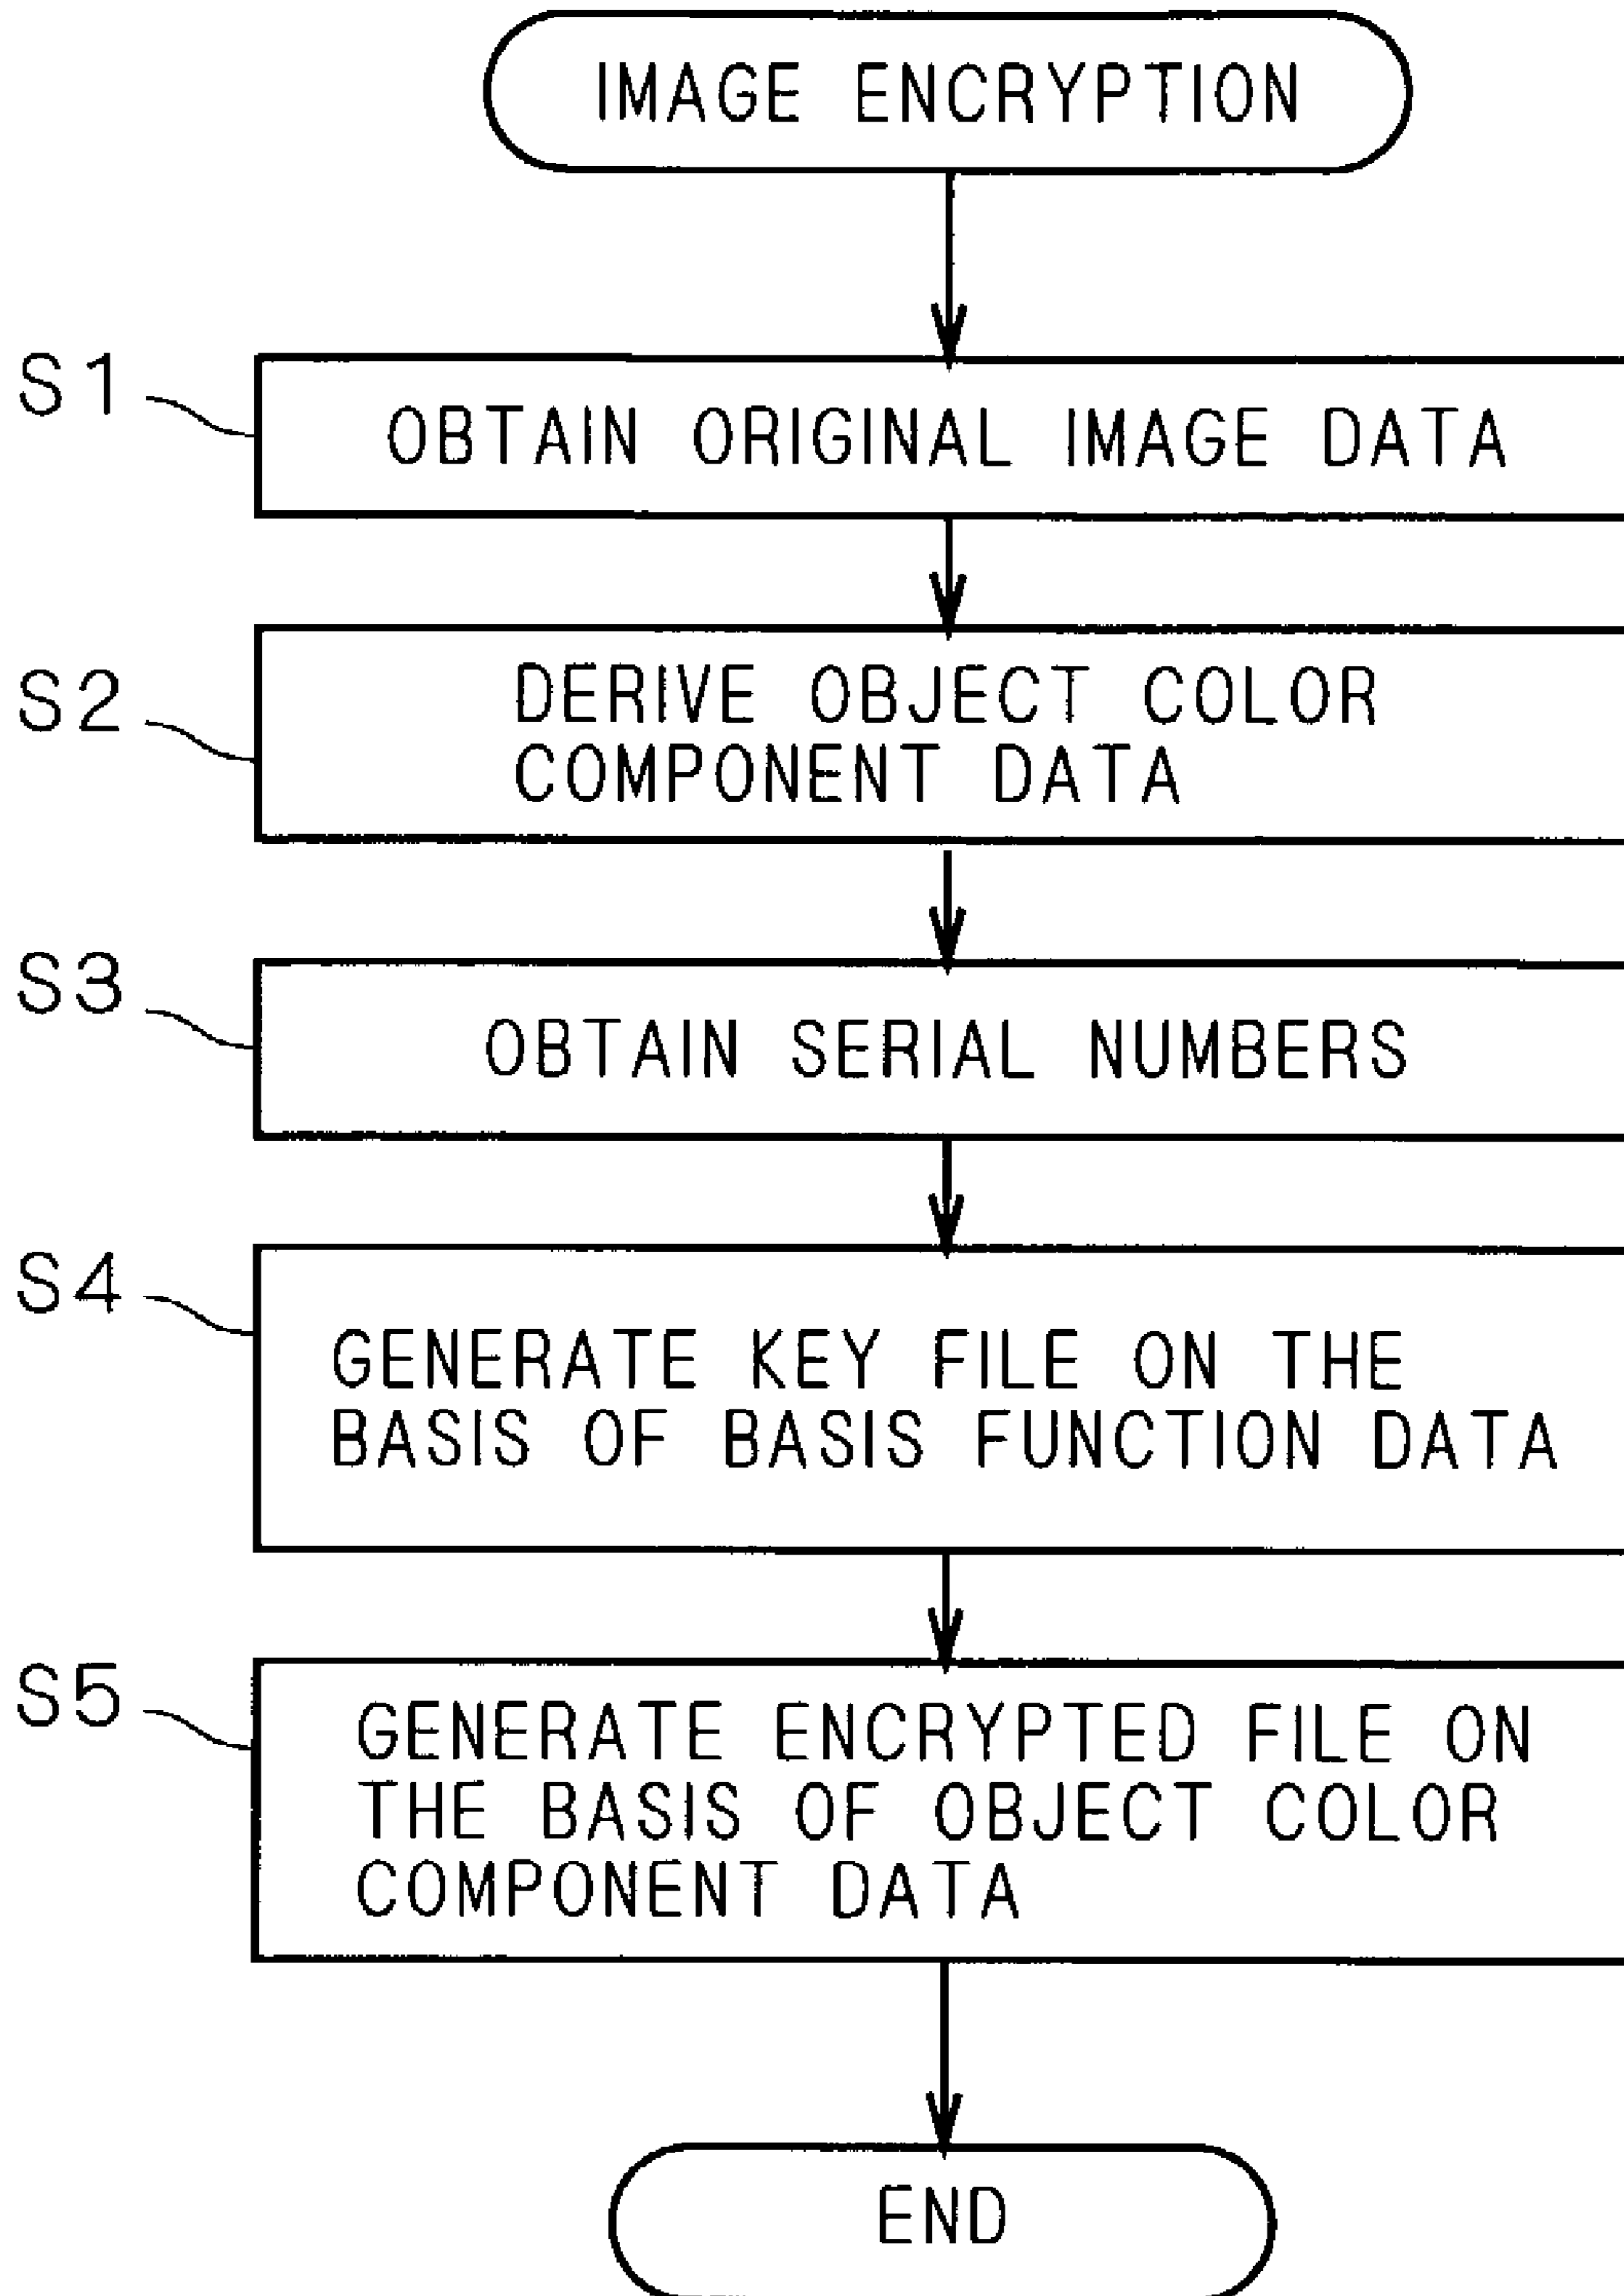 IMAGE ENCRYPTION
S1
OBTAIN ORIGINAL IMAGE DATA
S2
DERIVE OBJECT COLOR
COMPONENT DATA
S3
OBTAIN SERIAL NUMBERS
S4
GENERATE KEY FILE ON THE
BASIS OF BASIS FUNCTION DATA
S5
GENERATE ENCRYPTED FILE ON
THE BASIS OF OBJECT COLOR
COMPONENT DATA
END